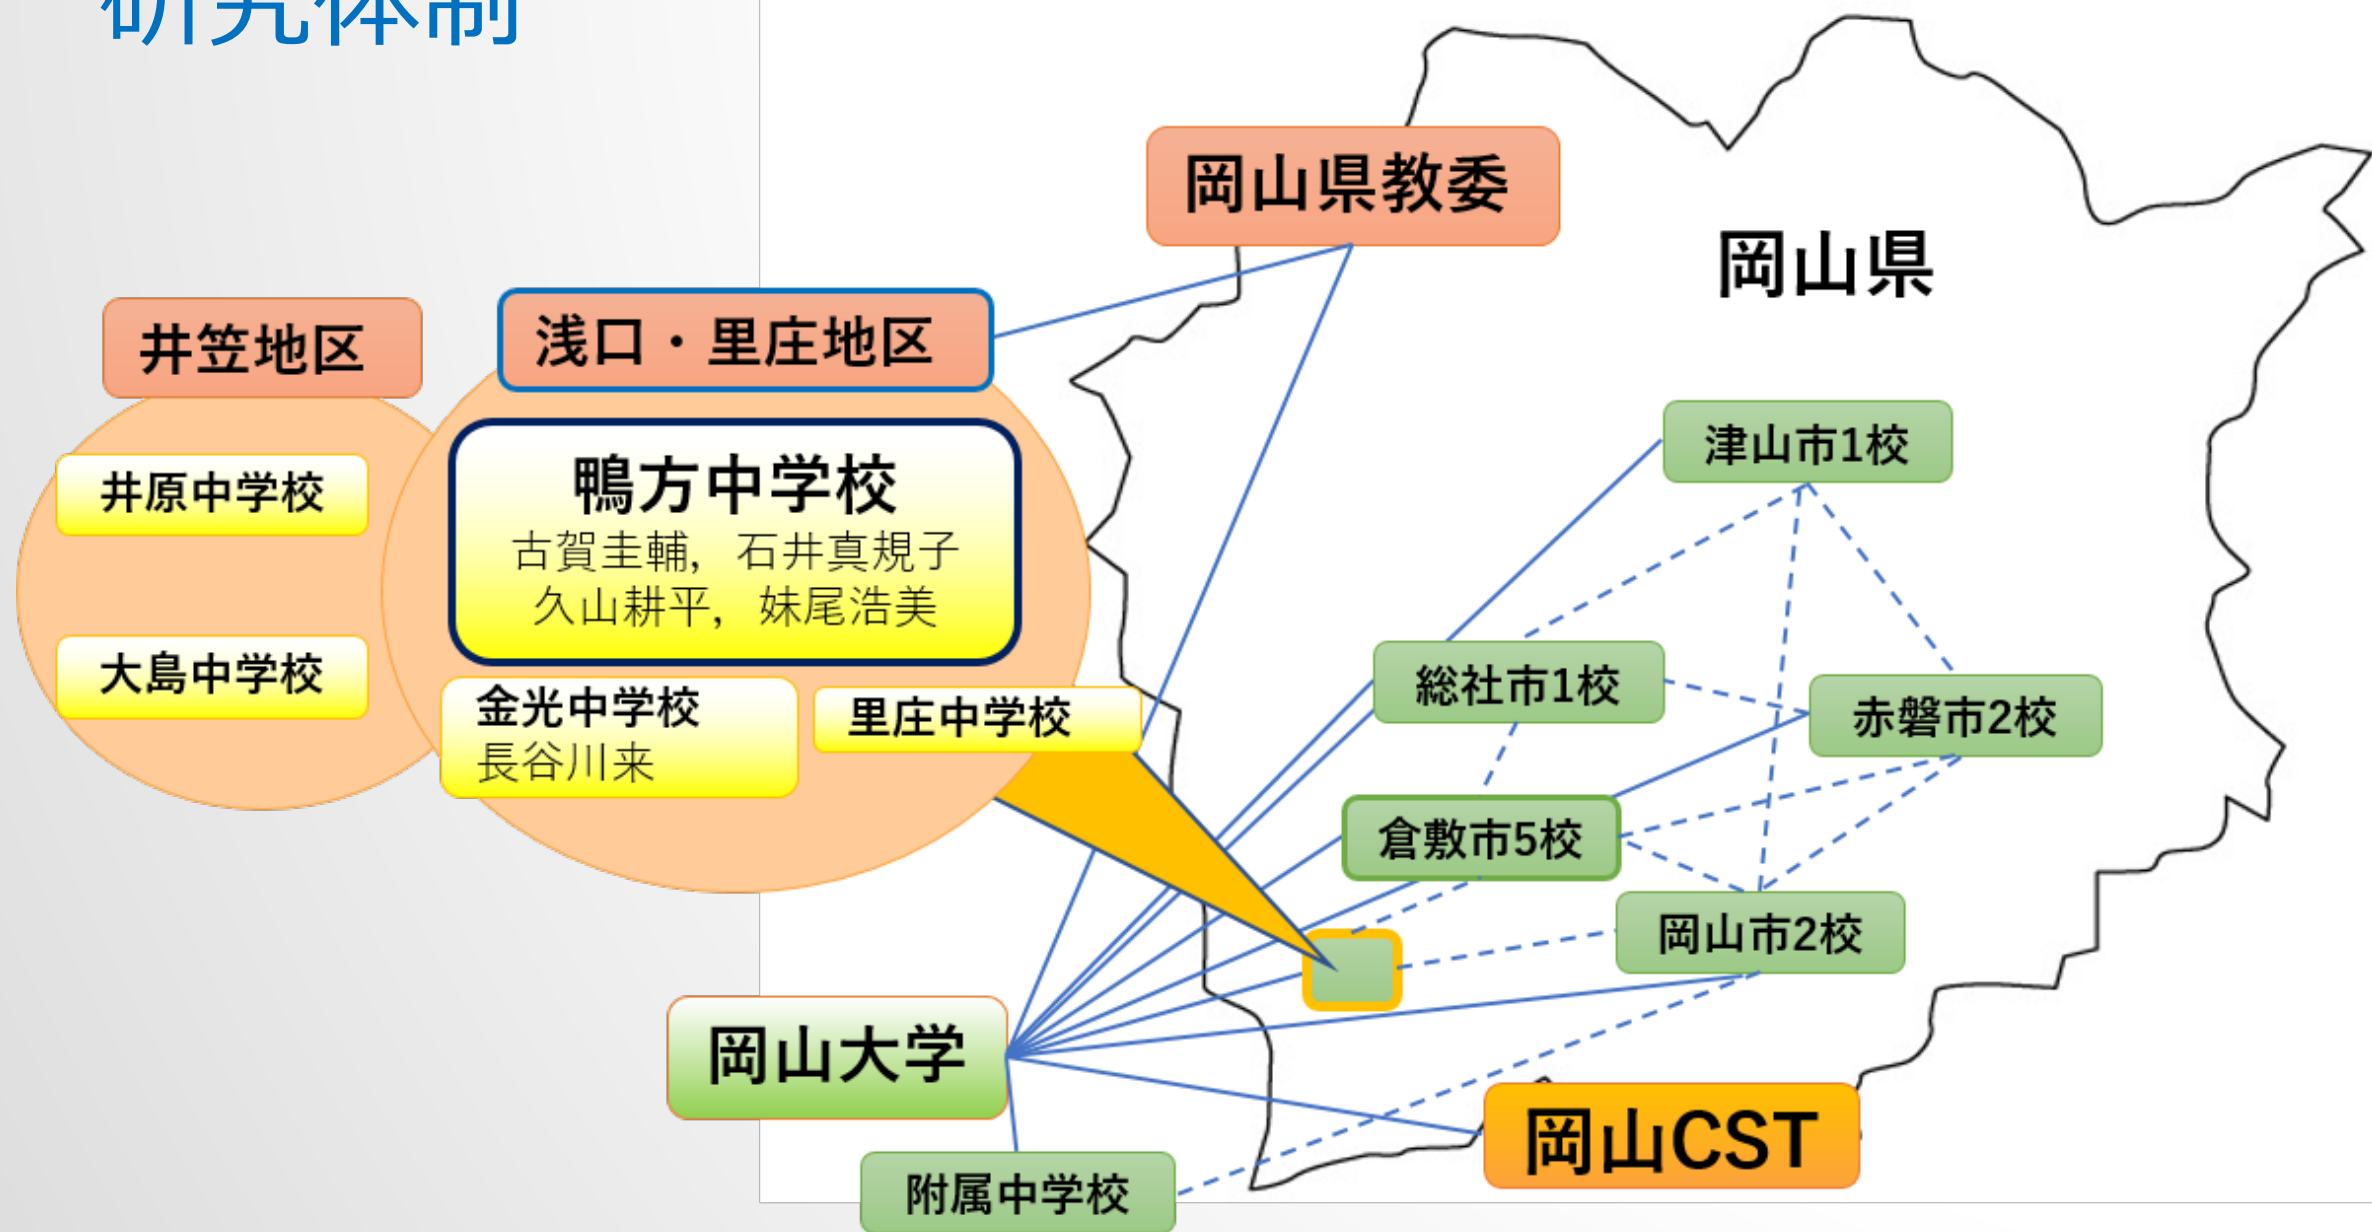 研究体制
岡山県教委
岡山県
井笠地区
浅口・里庄地区
井原中学校
大島中学校
鴨方中学校
古賀圭輔, 石井真規子
久山耕平, 妹尾浩美
金光中学校
長谷川来
里庄中学校
津山市1校
総社市1校
赤磐市2校
倉敷市5校
岡山市2校
岡山大学
岡山CST
附属中学校